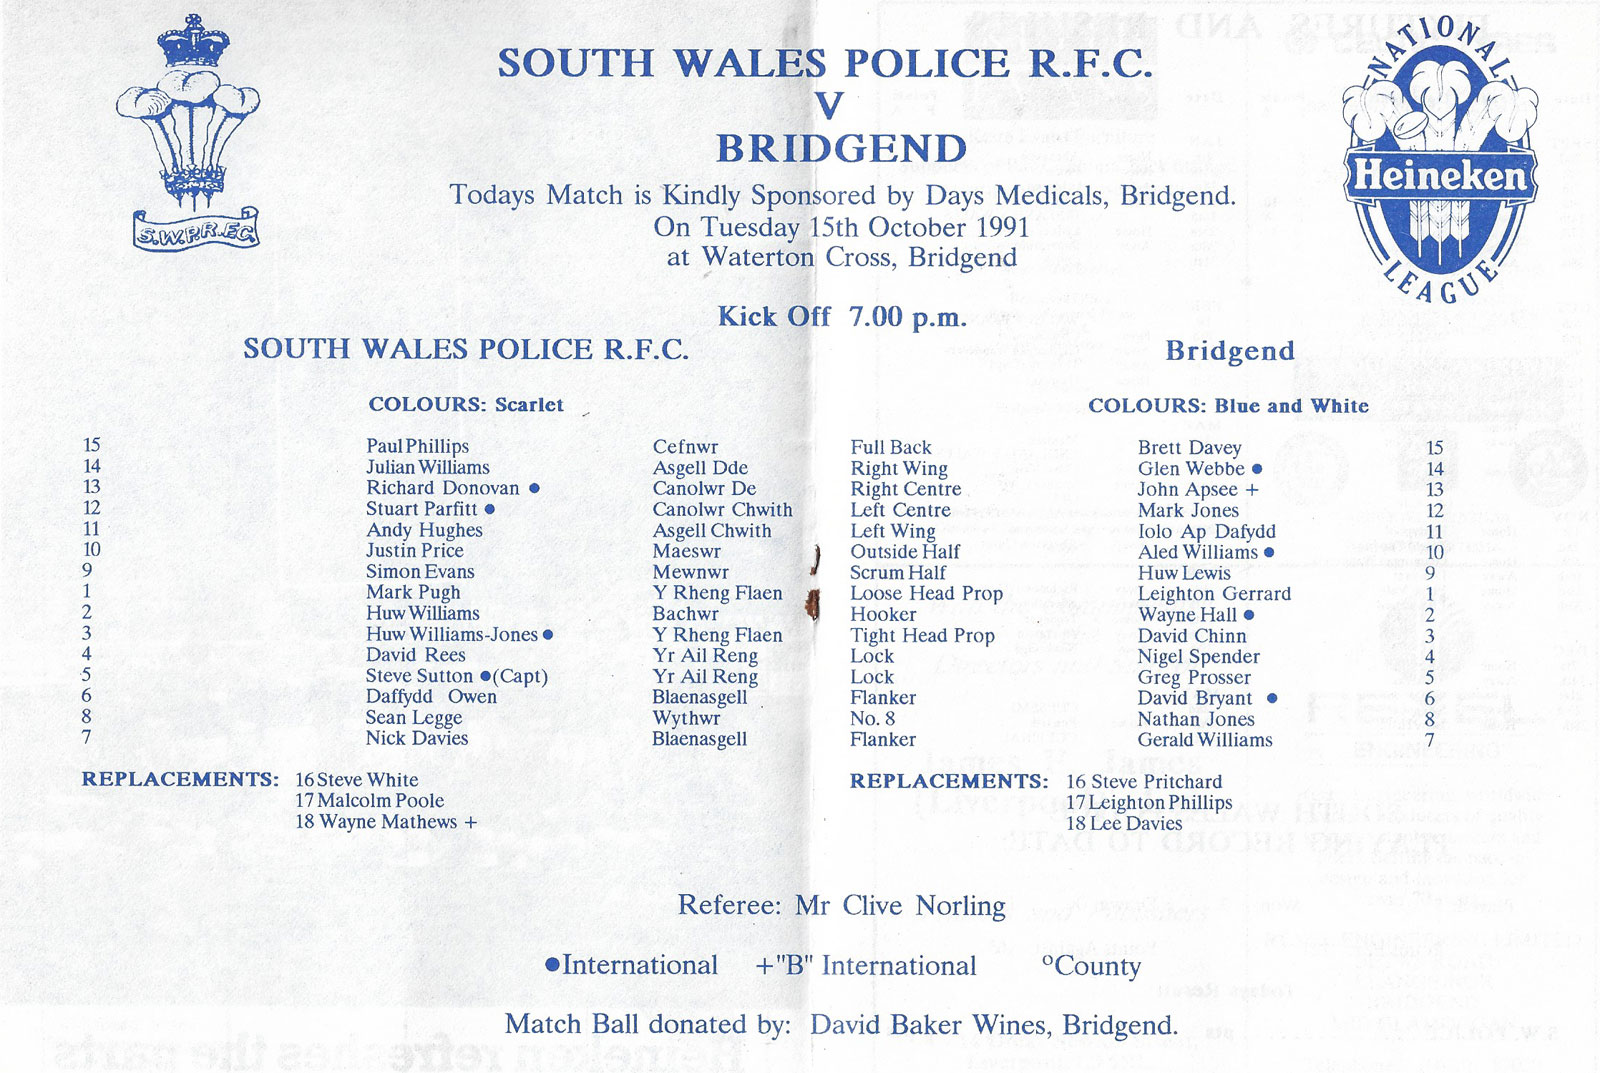 SOUTH WALES POLICE R.F.C.
V
BRIDGEND
Todays Match is Kindly Sponsored by Days Medicals, Bridgend.
On Tuesday 15th October 1991
at Waterton Cross, Bridgend
Kick Off 7.00 p.m.
S.W.P.R.F.C.
NATIONAL
Heineken
LEAGUE
SOUTH WALES POLICE R.F.C. Bridgend
COLOURS: Scarlet COLOURS: Blue and White
15 Paul Phillips Cefnwr Full Back Brett Davey 15
14 Julian Williams Asgell Dde Right Wing Glen Webbe ● 14
13 Richard Donovan ● Canolwr De Right Centre John Apsee + 13
12 Stuart Parfitt ● Canolwr Chwith Left Centre Mark Jones 12
11 Andy Hughes Asgell Chwith Left Wing Iolo Ap Dafydd 11
10 Justin Price Maeswr Outside Half Aled Williams ● 10
9 Simon Evans Mewnwr Scrum Half Huw Lewis 9
1 Mark Pugh Y Rheng Flaen Loose Head Prop Leighton Gerrard 1
2 Huw Williams Bachwr Hooker Wayne Hall ● 2
3 Huw Williams-Jones ● Y Rheng Flaen Tight Head Prop David Chinn 3
4 David Rees Yr Ail Reng Lock Nigel Spender 4
5 Steve Sutton ●(Capt) Yr Ail Reng Lock Greg Prosser 5
6 Daffydd Owen Blaenasgell Flanker David Bryant ● 6
8 Sean Legge Wythwr No. 8 Nathan Jones 8
7 Nick Davies Blaenasgell Flanker Gerald Williams 7
REPLACEMENTS: 16 Steve White REPLACEMENTS: 16 Steve Pritchard
17 Malcolm Poole 17 Leighton Phillips
18 Wayne Mathews + 18 Lee Davies
Referee: Mr Clive Norling
●International +"B" International ºCounty
Match Ball donated by: David Baker Wines, Bridgend.